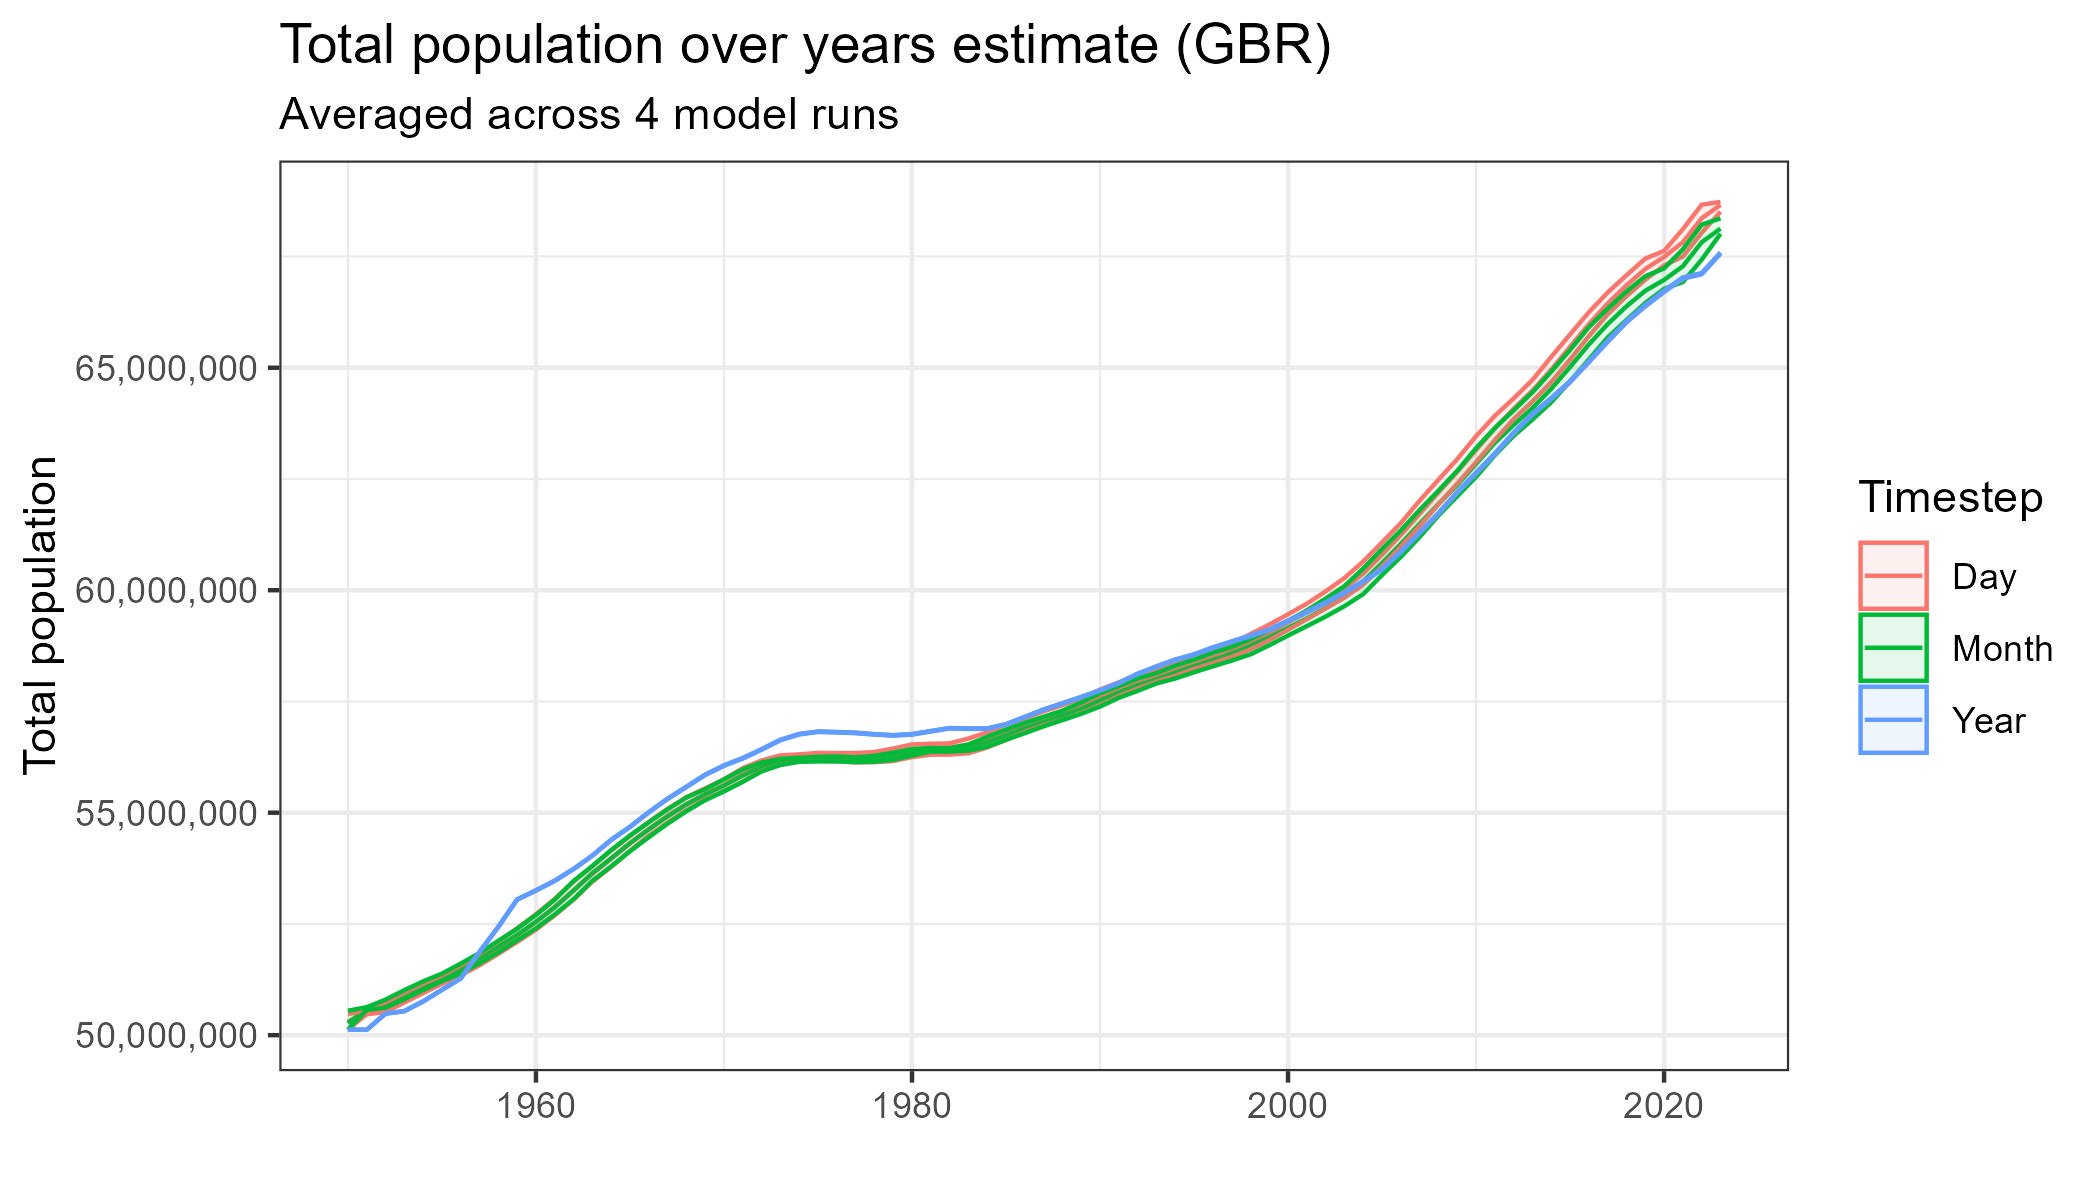 Total population over years estimate (GBR)
Averaged across 4 model runs
Total population
65,000,000
60,000,000
55,000,000
50,000,000
1960
1980
2000
2020
Timestep
Day
Month
Year